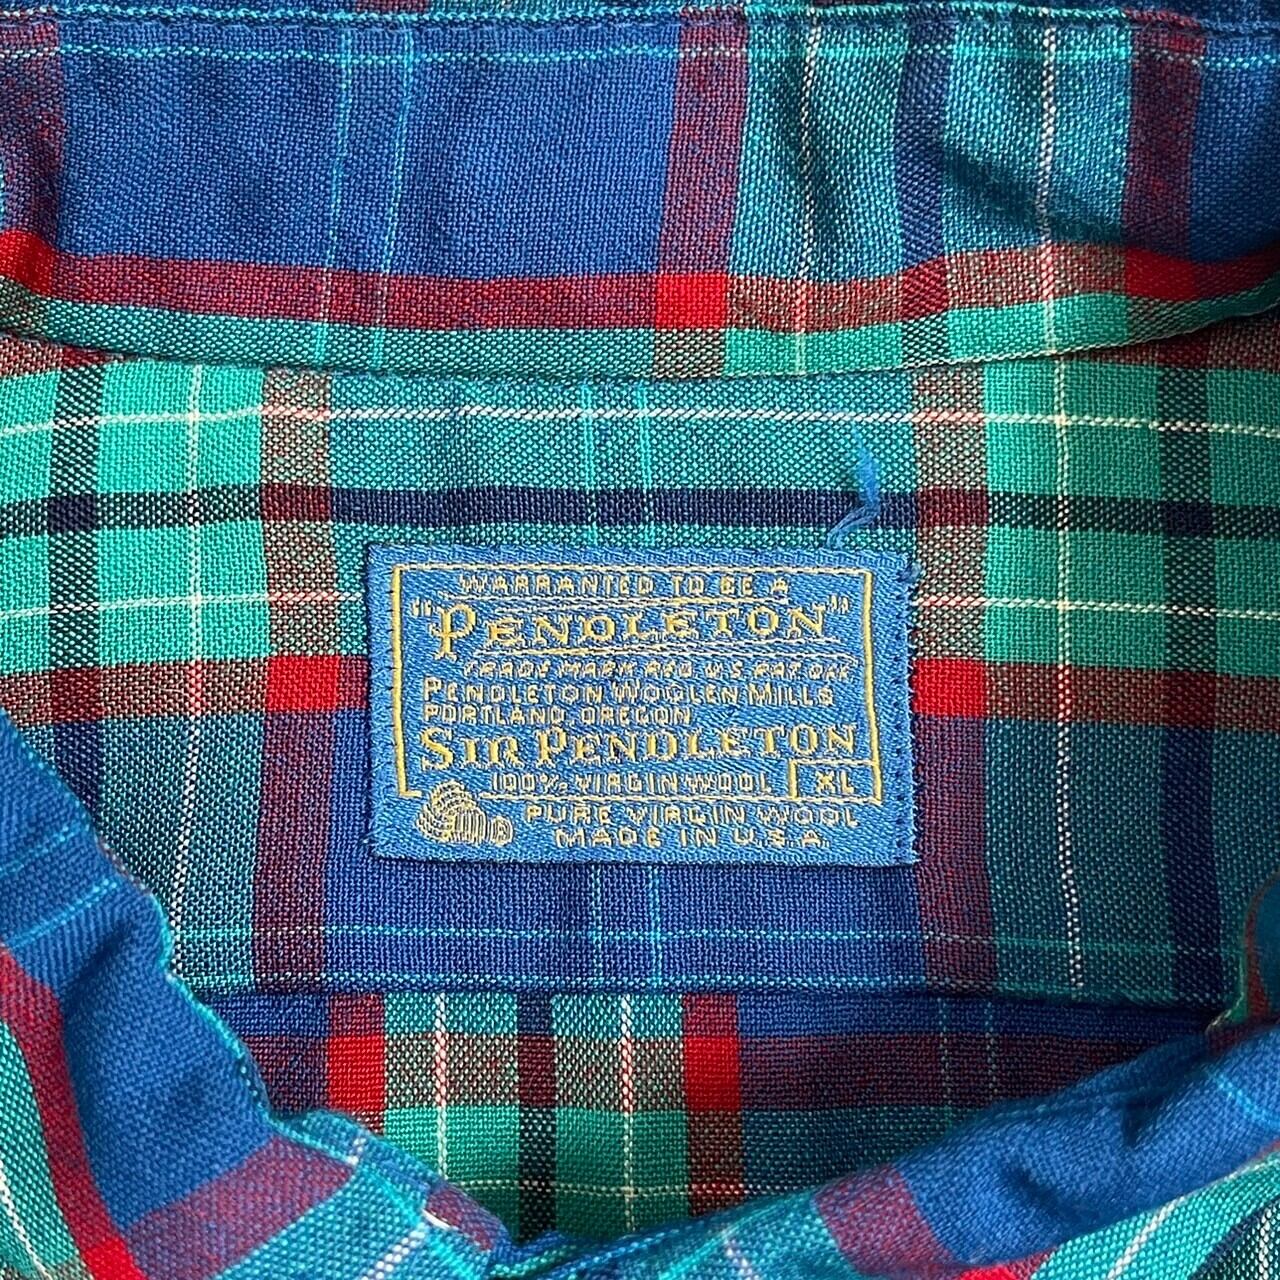 WARRANTED TO BE A
"PENDLETON"
TRADE MARK REG U.S. PAT OFF
PENDLETON WOOLEN MILLS
PORTLAND, OREGON
SIR PENDLETON
100% VIRGIN WOOL XL
PURE VIRGIN WOOL
MADE IN U.S.A.